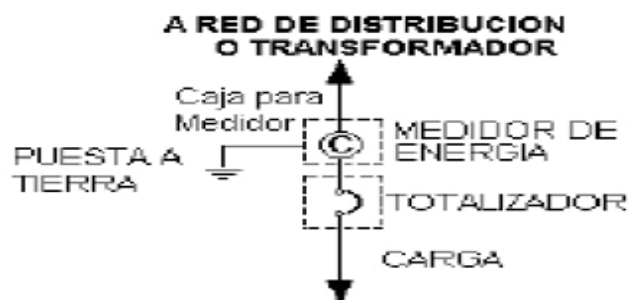 A RED DE DISTRIBUCION
O TRANSFORMADOR
Caja para
Medidor
C
MEDIDOR DE
ENERGIA
PUESTA A
TIERRA
TOTALIZADOR
CARGA